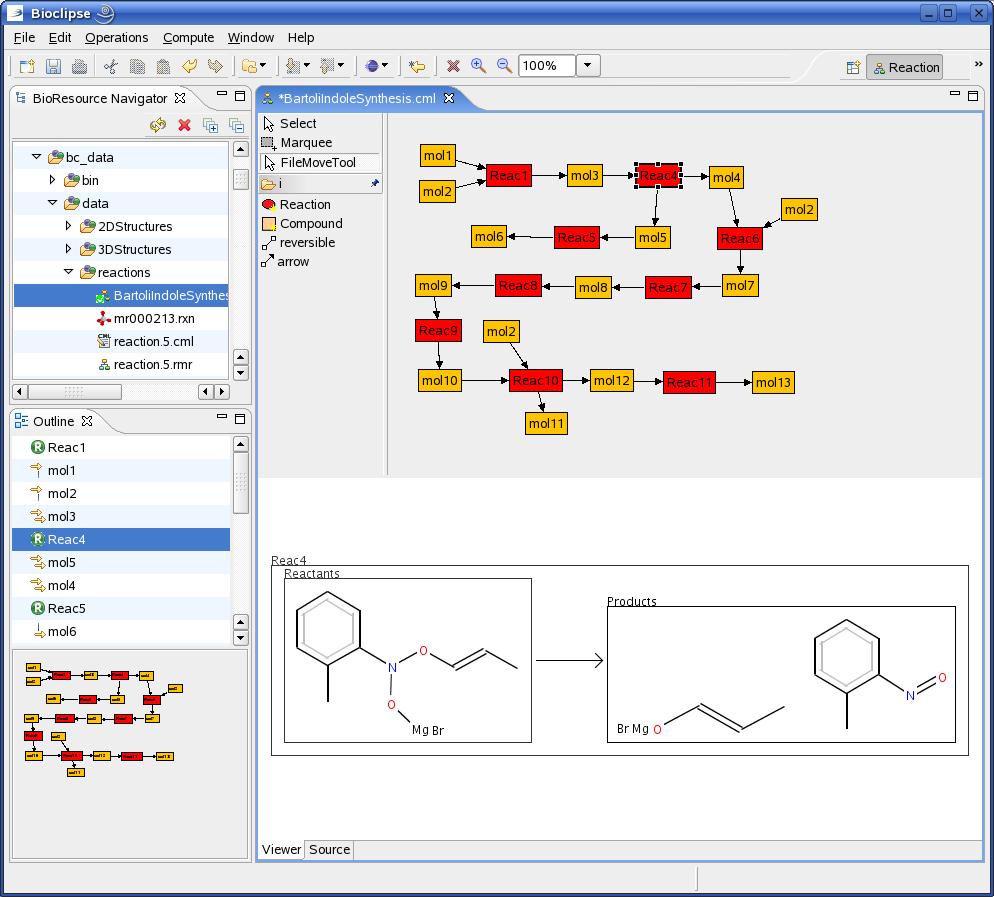 Bioclipse
File Edit Operations Compute Window Help
100%
Reaction
»
BioResource Navigator
bc_data
bin
data
2DStructures
3DStructures
reactions
BartoliIndoleSynthes
mr000213.rxn
reaction.5.cml
reaction.5.rmr
Outline
Reac1
mol1
mol2
mol3
Reac4
mol5
mol4
Reac5
mol6
*BartoliIndoleSynthesis.cml
Select
Marquee
FileMoveTool
i
Reaction
Compound
reversible
arrow
mol1
mol2
Reac1
mol3
Reac4
mol4
mol2
mol6
Reac5
mol5
Reac6
mol9
Reac8
mol8
Reac7
mol7
Reac9
mol2
mol10
Reac10
mol12
Reac11
mol13
mol11
Reac4
Reactants
N
O
O
Mg Br
Products
Br Mg O
N
O
Viewer
Source